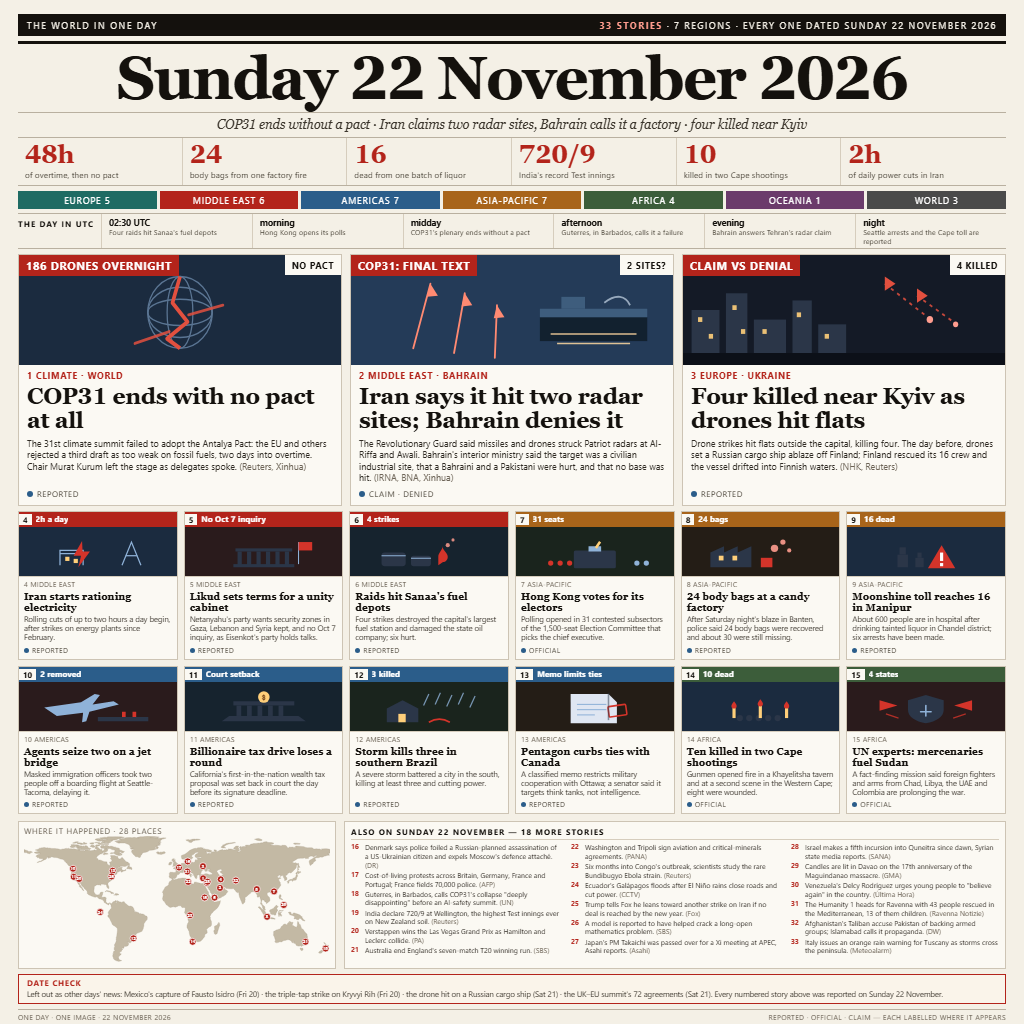 THE WORLD IN ONE DAY
33 STORIES · 7 REGIONS · EVERY ONE DATED SUNDAY 22 NOVEMBER 2026
Sunday 22 November 2026
COP31 ends without a pact · Iran claims two radar sites, Bahrain calls it a factory · four killed near Kyiv
48h
of overtime, then no pact
24
body bags from one factory fire
16
dead from one batch of liquor
720/9
India's record Test innings
10
killed in two Cape shootings
2h
of daily power cuts in Iran
EUROPE 5
MIDDLE EAST 6
AMERICAS 7
ASIA-PACIFIC 7
AFRICA 4
OCEANIA 1
WORLD 3
THE DAY IN UTC
02:30 UTC
Four raids hit Sanaa's fuel depots
morning
Hong Kong opens its polls
midday
COP31's plenary ends without a pact
afternoon
Guterres, in Barbados, calls it a failure
evening
Bahrain answers Tehran's radar claim
night
Seattle arrests and the Cape toll are
reported
186 DRONES OVERNIGHT
NO PACT
1 CLIMATE · WORLD
COP31 ends with no pact
at all
The 31st climate summit failed to adopt the Antalya Pact: the EU and others
rejected a third draft as too weak on fossil fuels, two days into overtime.
Chair Murat Kurum left the stage as delegates spoke. (Reuters, Xinhua)
REPORTED
COP31: FINAL TEXT
2 SITES?
2 MIDDLE EAST · BAHRAIN
Iran says it hit two radar
sites; Bahrain denies it
The Revolutionary Guard said missiles and drones struck Patriot radars at Al-
Riffa and Awali. Bahrain's interior ministry said the target was a civilian
industrial site, that a Bahraini and a Pakistani were hurt, and that no base was
hit. (IRNA, BNA, Xinhua)
CLAIM · DENIED
CLAIM VS DENIAL
4 KILLED
3 EUROPE · UKRAINE
Four killed near Kyiv as
drones hit flats
Drone strikes hit flats outside the capital, killing four. The day before, drones
set a Russian cargo ship ablaze off Finland; Finland rescued its 16 crew and
the vessel drifted into Finnish waters. (NHK, Reuters)
REPORTED
4 2h a day
4 MIDDLE EAST
Iran starts rationing
electricity
Rolling cuts of up to two hours a day begin,
after strikes on energy plants since
February.
REPORTED
5 No Oct 7 inquiry
5 MIDDLE EAST
Likud sets terms for a unity
cabinet
Netanyahu's party wants security zones in
Gaza, Lebanon and Syria kept, and no Oct 7
inquiry, as Eisenkot's party holds talks.
REPORTED
6 4 strikes
6 MIDDLE EAST
Raids hit Sanaa's fuel
depots
Four strikes destroyed the capital's largest
fuel station and damaged the state oil
company; six hurt.
REPORTED
7 31 seats
7 ASIA-PACIFIC
Hong Kong votes for its
electors
Polling opened in 31 contested subsectors
of the 1,500-seat Election Committee that
picks the chief executive.
OFFICIAL
8 24 bags
8 ASIA-PACIFIC
24 body bags at a candy
factory
After Saturday night's blaze in Banten,
police said 24 body bags were recovered
and about 30 were still missing.
REPORTED
9 16 dead
9 ASIA-PACIFIC
Moonshine toll reaches 16
in Manipur
About 600 people are in hospital after
drinking tainted liquor in Chandel district;
six arrests have been made.
REPORTED
10 2 removed
10 AMERICAS
Agents seize two on a jet
bridge
Masked immigration officers took two
people off a boarding flight at Seattle-
Tacoma, delaying it.
REPORTED
11 Court setback
8
11 AMERICAS
Billionaire tax drive loses a
round
California's first-in-the-nation wealth tax
proposal was set back in court the day
before its signature deadline.
REPORTED
12 3 killed
12 AMERICAS
Storm kills three in
southern Brazil
A severe storm battered a city in the south,
killing at least three and cutting power.
REPORTED
13 Memo limits ties
13 AMERICAS
Pentagon curbs ties with
Canada
A classified memo restricts military
cooperation with Ottawa; a senator said it
targets think tanks, not intelligence.
REPORTED
14 10 dead
14 AFRICA
Ten killed in two Cape
shootings
Gunmen opened fire in a Khayelitsha tavern
and at a second scene in the Western Cape;
eight were wounded.
OFFICIAL
15 4 states
15 AFRICA
UN experts: mercenaries
fuel Sudan
A fact-finding mission said foreign fighters
and arms from Chad, Libya, the UAE and
Colombia are prolonging the war.
OFFICIAL
WHERE IT HAPPENED · 28 PLACES
ALSO ON SUNDAY 22 NOVEMBER — 18 MORE STORIES
16 Denmark says police foiled a Russian-planned assassination of
a US-Ukrainian citizen and expels Moscow's defence attaché.
(DR)
17 Cost-of-living protests across Britain, Germany, France and
Portugal; France fields 70,000 police. (AFP)
18 Guterres, in Barbados, calls COP31's collapse "deeply
disappointing" before an AI-safety summit. (UN)
19 India declare 720/9 at Wellington, the highest Test innings ever
on New Zealand soil. (Reuters)
20 Verstappen wins the Las Vegas Grand Prix as Hamilton and
Leclerc collide. (PA)
21 Australia end England's seven-match T20 winning run. (SBS)
22 Washington and Tripoli sign aviation and critical-minerals
agreements. (PANA)
23 Six months into Congo's outbreak, scientists study the rare
Bundibugyo Ebola strain. (Reuters)
24 Ecuador's Galápagos floods after El Niño rains close roads and
cut power. (CCTV)
25 Trump tells Fox he leans toward another strike on Iran if no
deal is reached by the new year. (Fox)
26 A model is reported to have helped crack a long-open
mathematics problem. (SBS)
27 Japan's PM Takaichi was passed over for a Xi meeting at APEC,
Asahi reports. (Asahi)
28 Israel makes a fifth incursion into Quneitra since dawn, Syrian
state media reports. (SANA)
29 Candles are lit in Davao on the 17th anniversary of the
Maguindanao massacre. (GMA)
30 Venezuela's Delcy Rodríguez urges young people to "believe
again" in the country. (Última Hora)
31 The Humanity 1 heads for Ravenna with 43 people rescued in
the Mediterranean, 13 of them children. (Ravenna Notizie)
32 Afghanistan's Taliban accuse Pakistan of backing armed
groups; Islamabad calls it propaganda. (DW)
33 Italy issues an orange rain warning for Tuscany as storms cross
the peninsula. (Meteoalarm)
DATE CHECK
Left out as other days' news: Mexico's capture of Fausto Isidro (Fri 20) · the triple-tap strike on Kryvyi Rih (Fri 20) · the drone hit on a Russian cargo ship (Sat 21) · the UK–EU summit's 72 agreements (Sat 21). Every numbered story above was reported on Sunday 22 November.
ONE DAY · ONE IMAGE · 22 NOVEMBER 2026
REPORTED · OFFICIAL · CLAIM — EACH LABELLED WHERE IT APPEARS